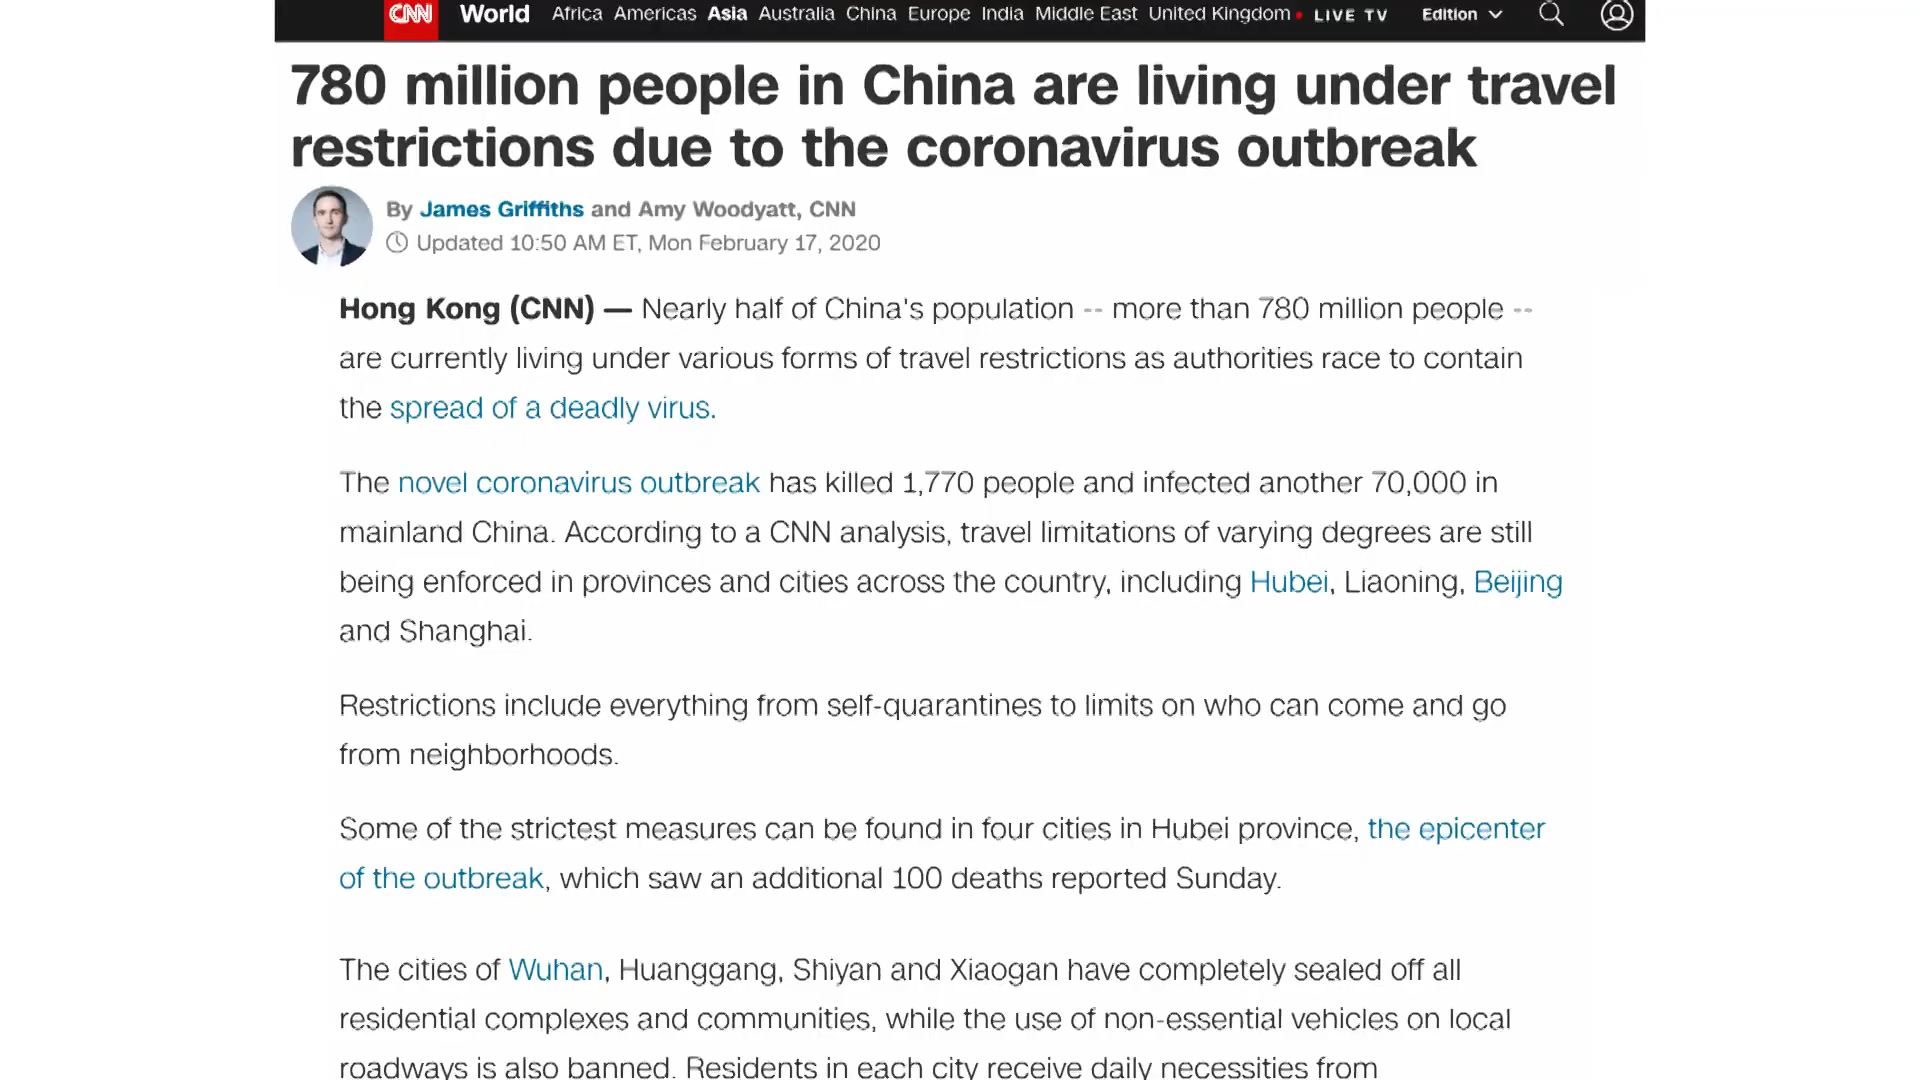 CNN World Africa Americas Asia Australia China Europe India Middle East United Kingdom • LIVE TV Edition
780 million people in China are living under travel
restrictions due to the coronavirus outbreak
By James Griffiths and Amy Woodyatt, CNN
Updated 10:50 AM ET, Mon February 17, 2020
Hong Kong (CNN) — Nearly half of China's population -- more than 780 million people --
are currently living under various forms of travel restrictions as authorities race to contain
the spread of a deadly virus.
The novel coronavirus outbreak has killed 1,770 people and infected another 70,000 in
mainland China. According to a CNN analysis, travel limitations of varying degrees are still
being enforced in provinces and cities across the country, including Hubei, Liaoning, Beijing
and Shanghai.
Restrictions include everything from self-quarantines to limits on who can come and go
from neighborhoods.
Some of the strictest measures can be found in four cities in Hubei province, the epicenter
of the outbreak, which saw an additional 100 deaths reported Sunday.
The cities of Wuhan, Huanggang, Shiyan and Xiaogan have completely sealed off all
residential complexes and communities, while the use of non-essential vehicles on local
roadways is also banned. Residents in each city receive daily necessities from